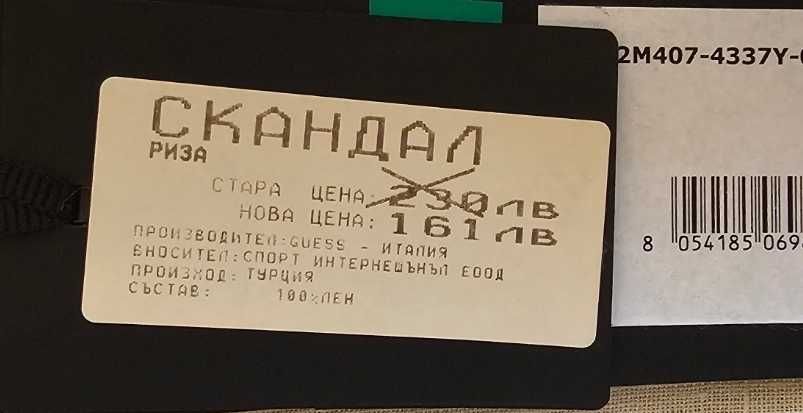 СКАНДАЛ
РИЗА
СТАРА ЦЕНА: 230ЛВ
НОВА ЦЕНА: 161ЛВ
ПРОИЗВОДИТЕЛ:GUESS - ИТАЛИЯ
ВНОСИТЕЛ:СПОРТ ИНТЕРНЕШЪНЪЛ ЕООД
ПРОИЗХОД: ТУРЦИЯ
СЪСТАВ: 100%ЛЕН
2M407-4337Y-
8 054185 069